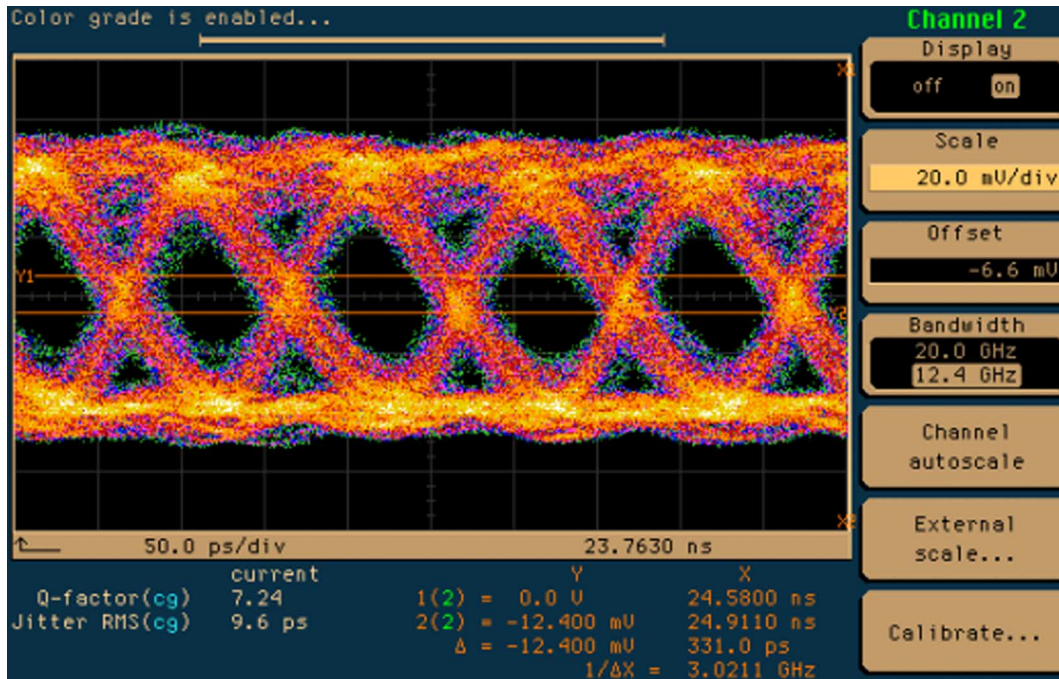 Color grade is enabled...
Channel 2
Display
off on
Scale
20.0 mV/div
Offset
-6.6 mV
Bandwidth
20.0 GHz
12.4 GHz
Channel
autoscale
External
scale...
Calibrate...
X1
Y1
Y2
X2
50.0 ps/div 23.7630 ns
current Y X
Q-factor(cg) 7.24 1(2) = 0.0 V 24.5800 ns
Jitter RMS(cg) 9.6 ps 2(2) = -12.400 mV 24.9110 ns
Δ = -12.400 mV 331.0 ps
1/ΔX = 3.0211 GHz